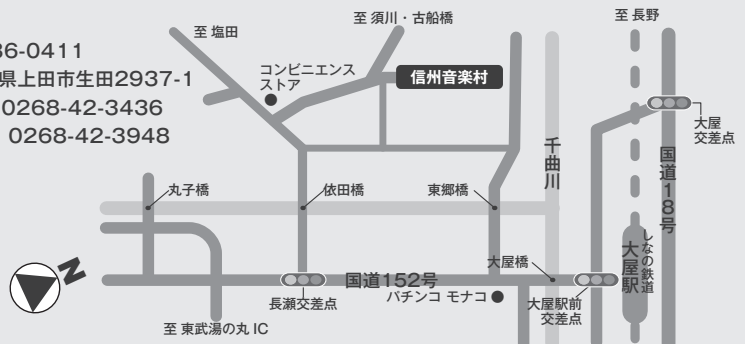 至 塩田
至 須川・古船橋
至 長野
36-0411
県上田市生田2937-1
0268-42-3436
0268-42-3948
コンビニエンス
ストア
信州音楽村
大屋
交差点
千曲川
国道18号
丸子橋
依田橋
東郷橋
しなの鉄道
大屋駅
大屋橋
N
国道152号
パチンコ モナコ
長瀬交差点
大屋駅前
交差点
至 東武湯の丸 IC